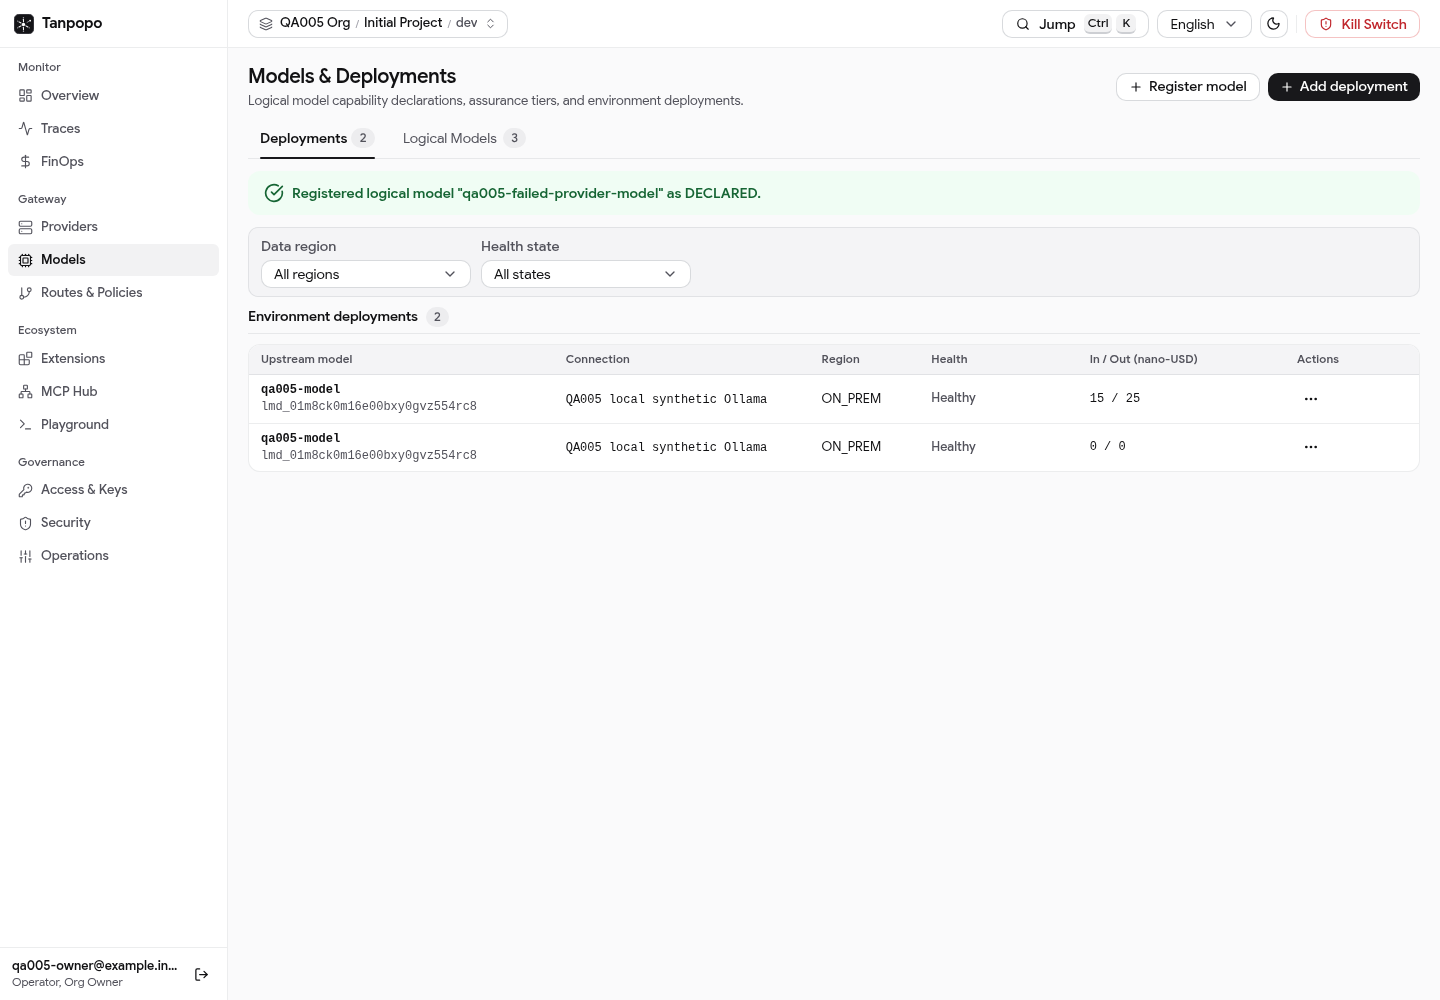 Tanpopo
QA005 Org / Initial Project / dev
Jump Ctrl K
English
Kill Switch
Monitor
Overview
Traces
FinOps
Gateway
Providers
Models
Routes & Policies
Ecosystem
Extensions
MCP Hub
Playground
Governance
Access & Keys
Security
Operations
qa005-owner@example.in...
Operator, Org Owner
Models & Deployments
Logical model capability declarations, assurance tiers, and environment deployments.
Register model
Add deployment
Deployments 2
Logical Models 3
Registered logical model "qa005-failed-provider-model" as DECLARED.
Data region
Health state
All regions
All states
Environment deployments 2
Upstream model Connection Region Health In / Out (nano-USD) Actions
qa005-model
lmd_01m8ck0m16e00bxy0gvz554rc8
QA005 local synthetic Ollama ON_PREM Healthy 15 / 25
qa005-model
lmd_01m8ck0m16e00bxy0gvz554rc8
QA005 local synthetic Ollama ON_PREM Healthy 0 / 0